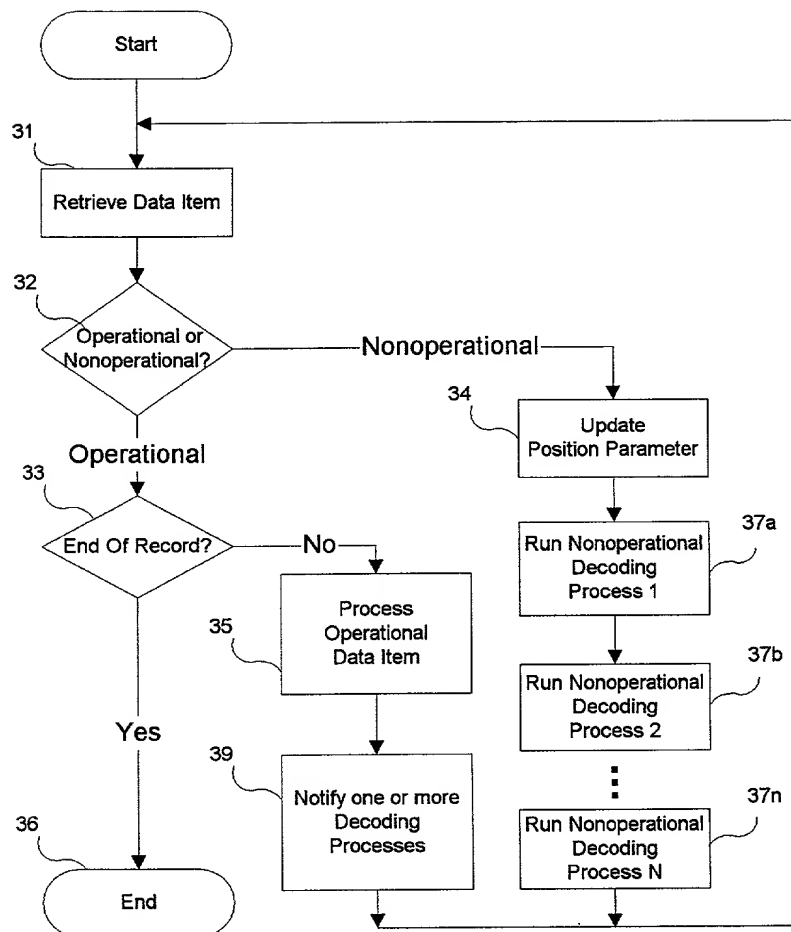 Start
31
Retrieve Data Item
32
Operational or
Nonoperational?
Nonoperational
34
Update
Position Parameter
Operational
33
End Of Record?
No
37a
Run Nonoperational
Decoding
Process 1
35
Process
Operational
Data Item
37b
Run Nonoperational
Decoding
Process 2
Yes
39
Notify one or more
Decoding
Processes
37n
Run Nonoperational
Decoding
Process N
36
End